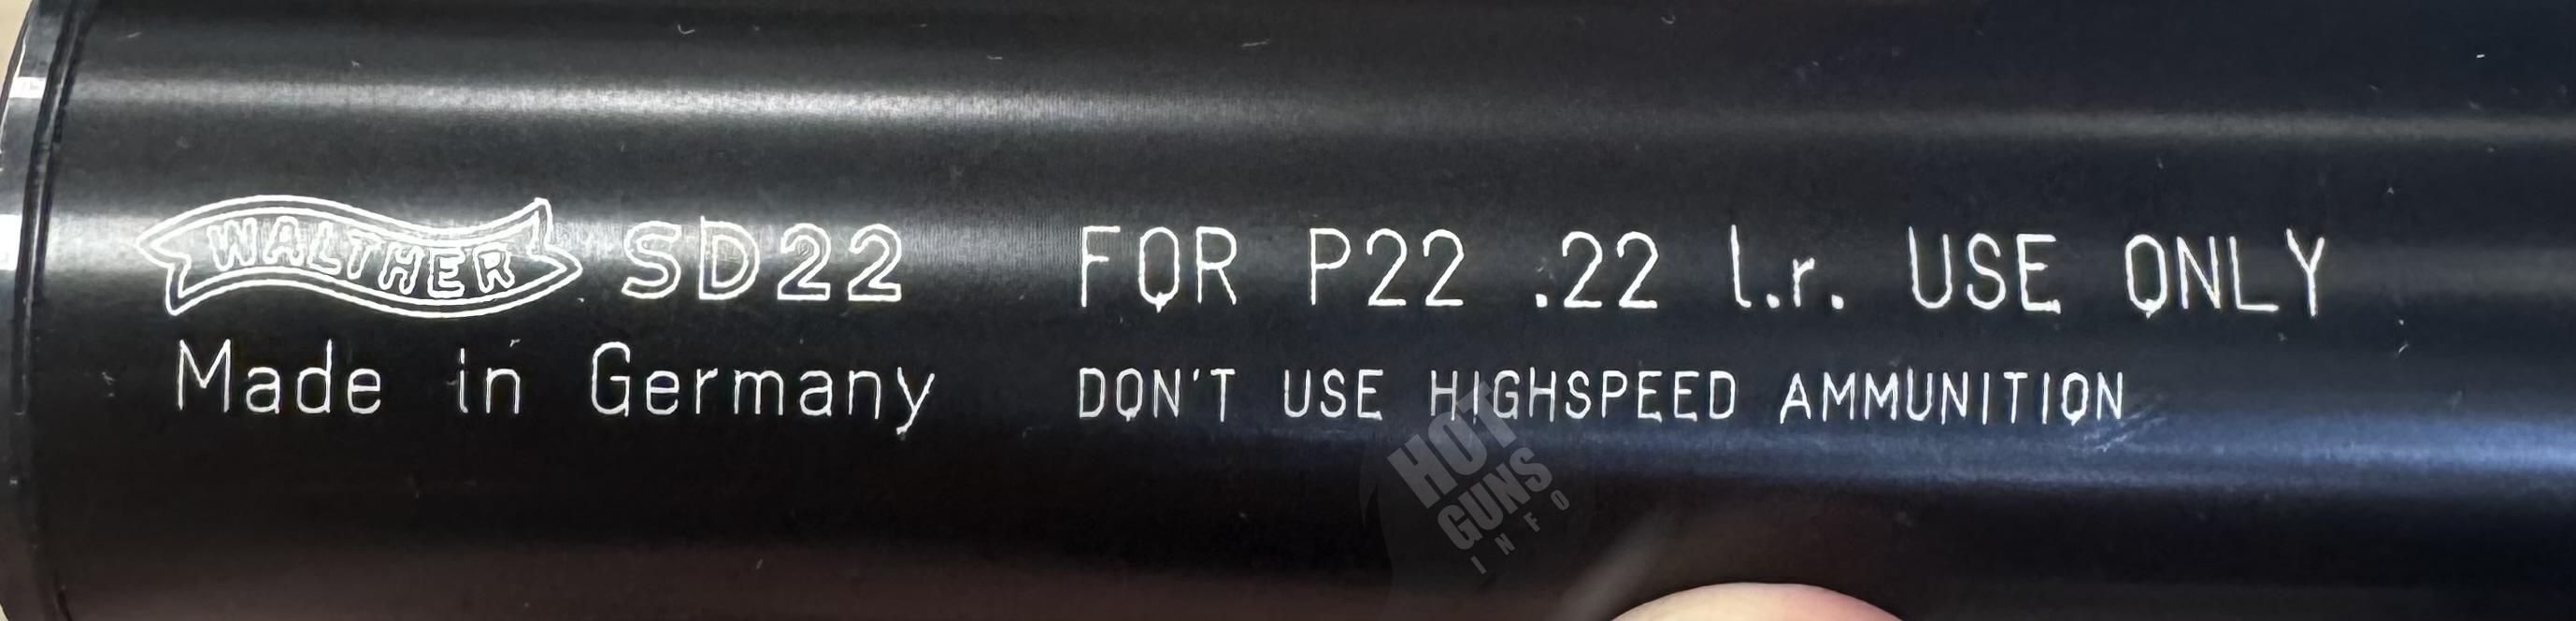 WALTHER SD22 FOR P22 .22 l.r. USE ONLY
Made in Germany DON'T USE HIGHSPEED AMMUNITION
HOT
GUNS
INFO